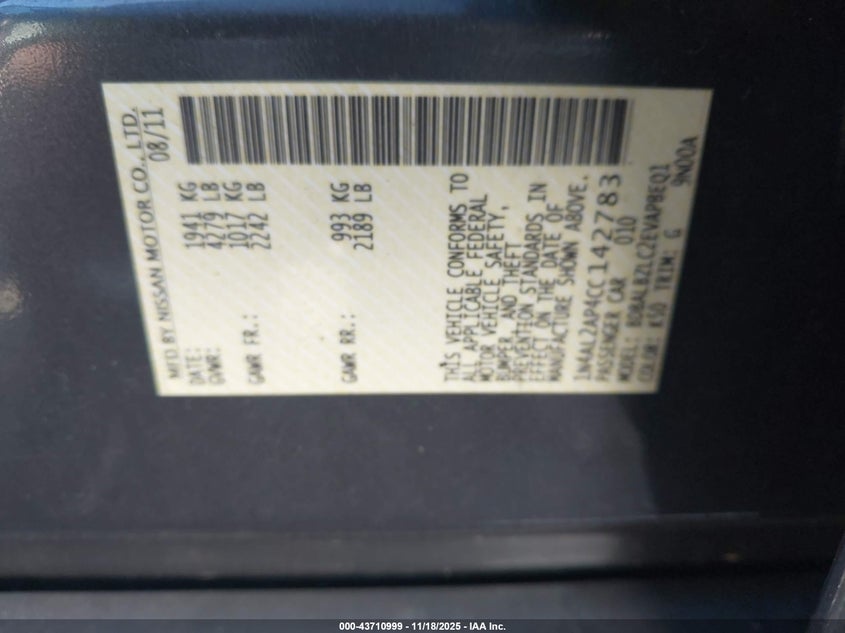 MFD BY NISSAN MOTOR CO., LTD.
DATE: 08/11
GVWR: 1941 KG
4279 LB
GAWR FR.: 1017 KG
2242 LB
GAWR RR.: 993 KG
2189 LB
THIS VEHICLE CONFORMS TO
ALL APPLICABLE FEDERAL
MOTOR VEHICLE SAFETY,
BUMPER, AND THEFT
PREVENTION STANDARDS IN
EFFECT ON THE DATE OF
MANUFACTURE SHOWN ABOVE.
1N4AL2AP4CC142783
PASSENGER CAR 010
MODEL: BDRALBZLCZEVAPBEQ1
COLOR: K50 TRIM: G 9N00A
000-43710999 - 11/18/2025 - IAA Inc.